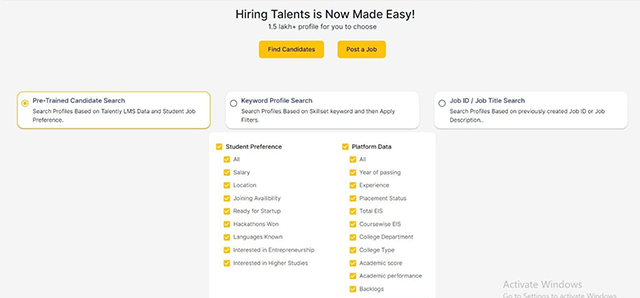 Hiring Talents is Now Made Easy!
1.5 lakh+ profile for you to choose
Find Candidates
Post a Job
Pre-Trained Candidate Search
Search Profiles Based on Talently LMS Data and Student Job
Preference.
Keyword Profile Search
Search Profiles Based on Skillset keyword and then Apply
Filters.
Job ID / Job Title Search
Search Profiles Based on previously created Job ID or Job
Description..
Student Preference
All
Salary
Location
Joining Availibility
Ready for Startup
Hackathons Won
Languages Known
Interested in Entrepreneurship
Interested in Higher Studies
Platform Data
All
Year of passing
Experience
Placement Status
Total EIS
Coursewise EIS
College Department
College Type
Academic score
Academic performance
Backlogs
Activate Windows
Go to Settings to activate Windows